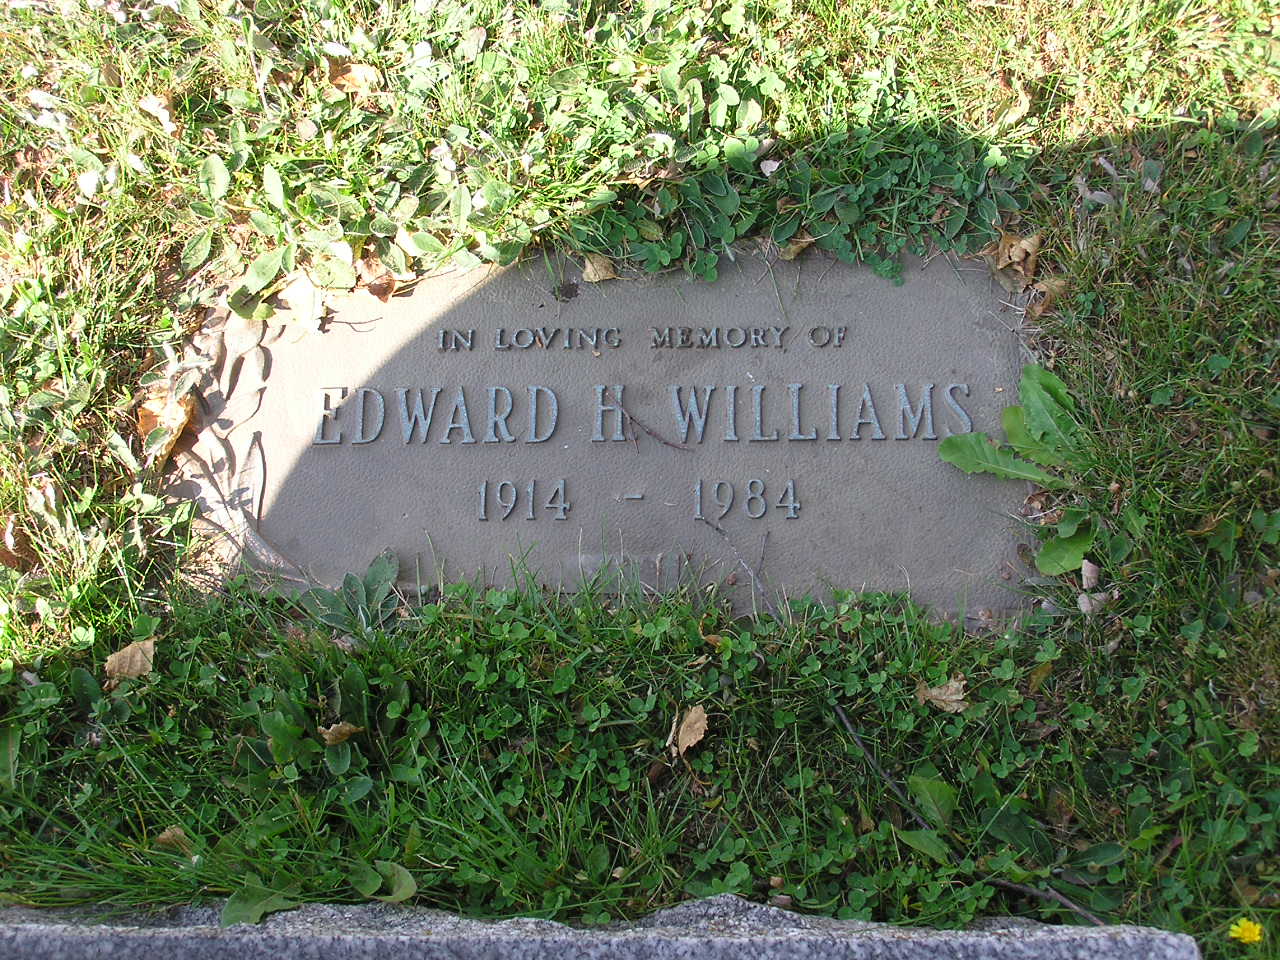 IN LOVING MEMORY OF
EDWARD H WILLIAMS
1914 - 1984